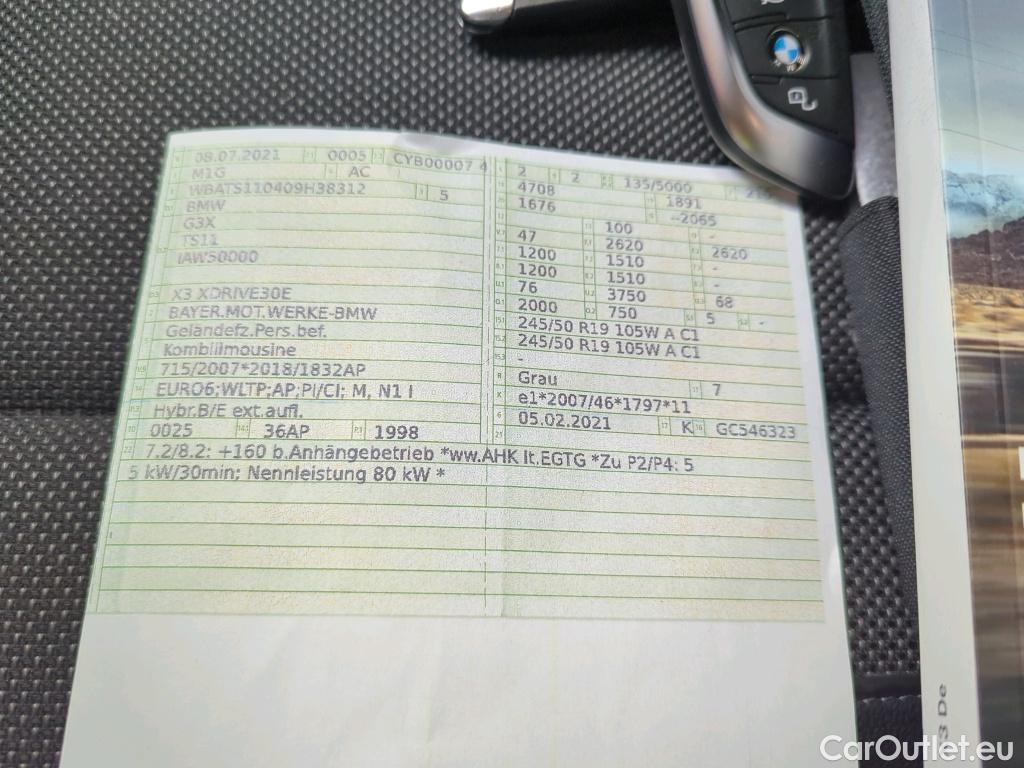 08.07.2021 0005 CYB00007 4
M1G AC
WBATS110409H38312 5
BMW
G3X
TS11
IAW50000
X3 XDRIVE30E
BAYER.MOT.WERKE-BMW
Geländefz.Pers.bef.
Kombilimousine
715/2007*2018/1832AP
EURO6;WLTP;AP;PI/CI; M, N1 I
Hybr.B/E ext.aufl.
0025 36AP 1998
2 2 135/5000
4708 1891
1676 --2065
100 -
47 2620 2620
1200 1510 -
1200 1510 -
76 3750 68
2000 750 5 -
245/50 R19 105W A C1
245/50 R19 105W A C1
-
Grau 7
e1*2007/46*1797*11
05.02.2021 K GC546323
7.2/8.2: +160 b.Anhängebetrieb *ww.AHK lt.EGTG *Zu P2/P4: 5
5 kW/30min; Nennleistung 80 kW *
3 De
CarOutlet.eu